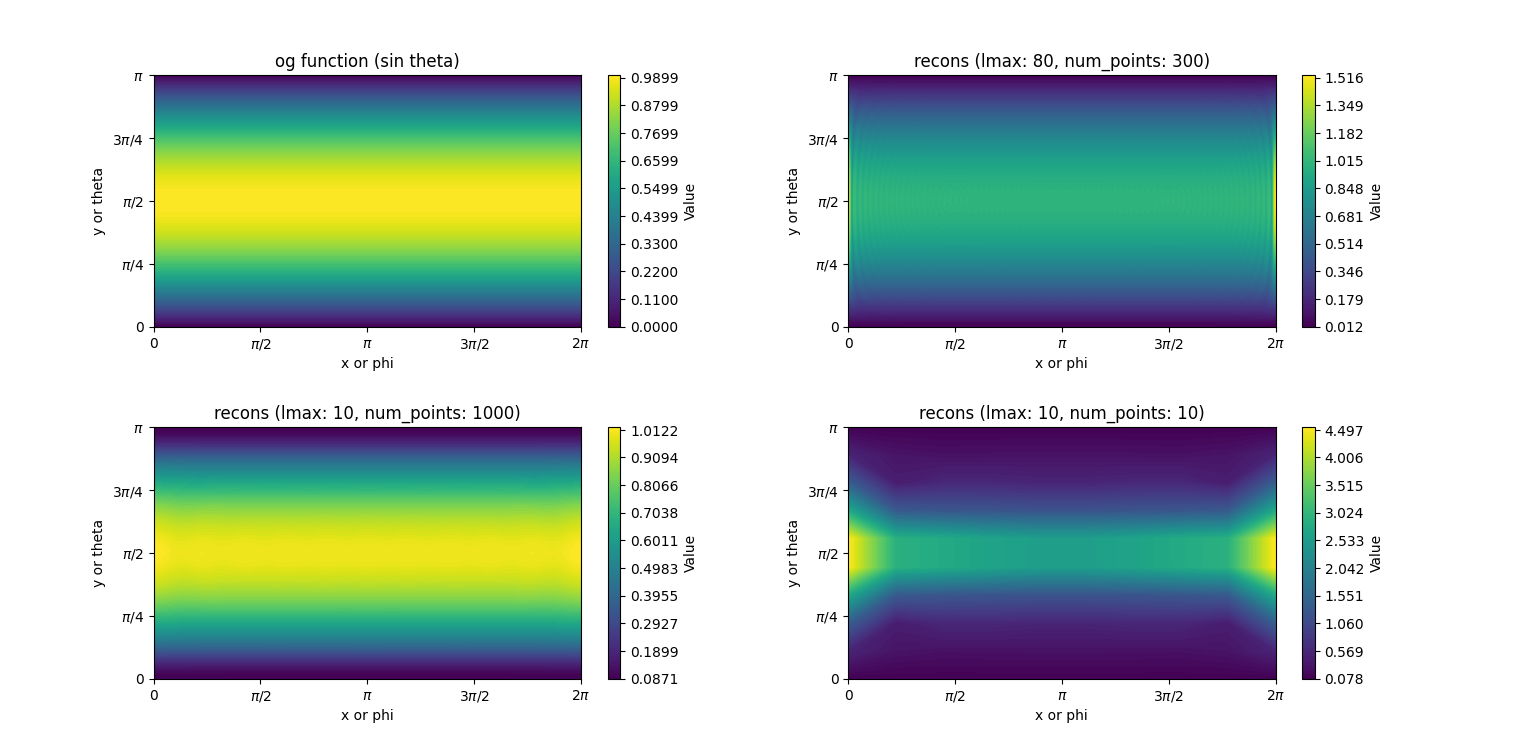 og function (sin theta)
π
3π/4
π/2
π/4
0
y or theta
0
π/2
π
3π/2
2π
x or phi
0.9899
0.8799
0.7699
0.6599
0.5499
0.4399
0.3300
0.2200
0.1100
0.0000
Value
recons (lmax: 80, num_points: 300)
π
3π/4
π/2
π/4
0
y or theta
0
π/2
π
3π/2
2π
x or phi
1.516
1.349
1.182
1.015
0.848
0.681
0.514
0.346
0.179
0.012
Value
recons (lmax: 10, num_points: 1000)
π
3π/4
π/2
π/4
0
y or theta
0
π/2
π
3π/2
2π
x or phi
1.0122
0.9094
0.8066
0.7038
0.6011
0.4983
0.3955
0.2927
0.1899
0.0871
Value
recons (lmax: 10, num_points: 10)
π
3π/4
π/2
π/4
0
y or theta
0
π/2
π
3π/2
2π
x or phi
4.497
4.006
3.515
3.024
2.533
2.042
1.551
1.060
0.569
0.078
Value